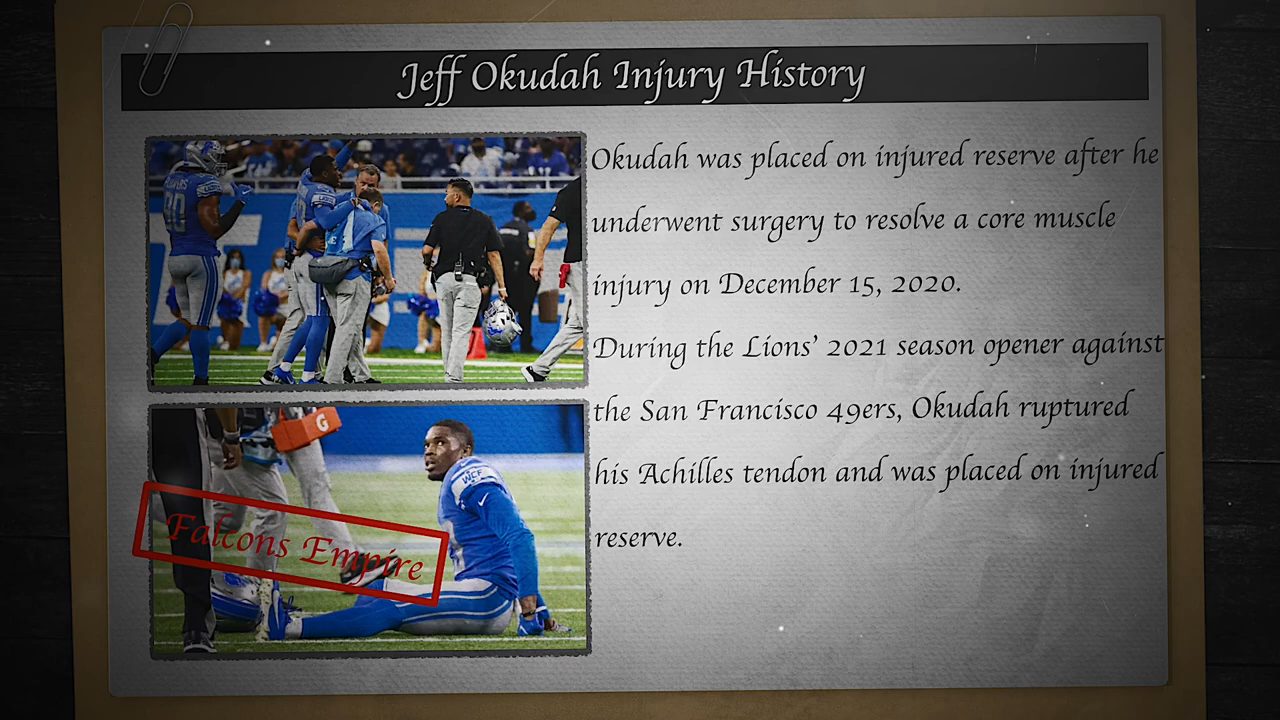 Jeff Okudah Injury History
Okudah was placed on injured reserve after he
underwent surgery to resolve a core muscle
injury on December 15, 2020.
During the Lions' 2021 season opener against
the San Francisco 49ers, Okudah ruptured
his Achilles tendon and was placed on injured
reserve.
80
WCF
G
Falcons Empire